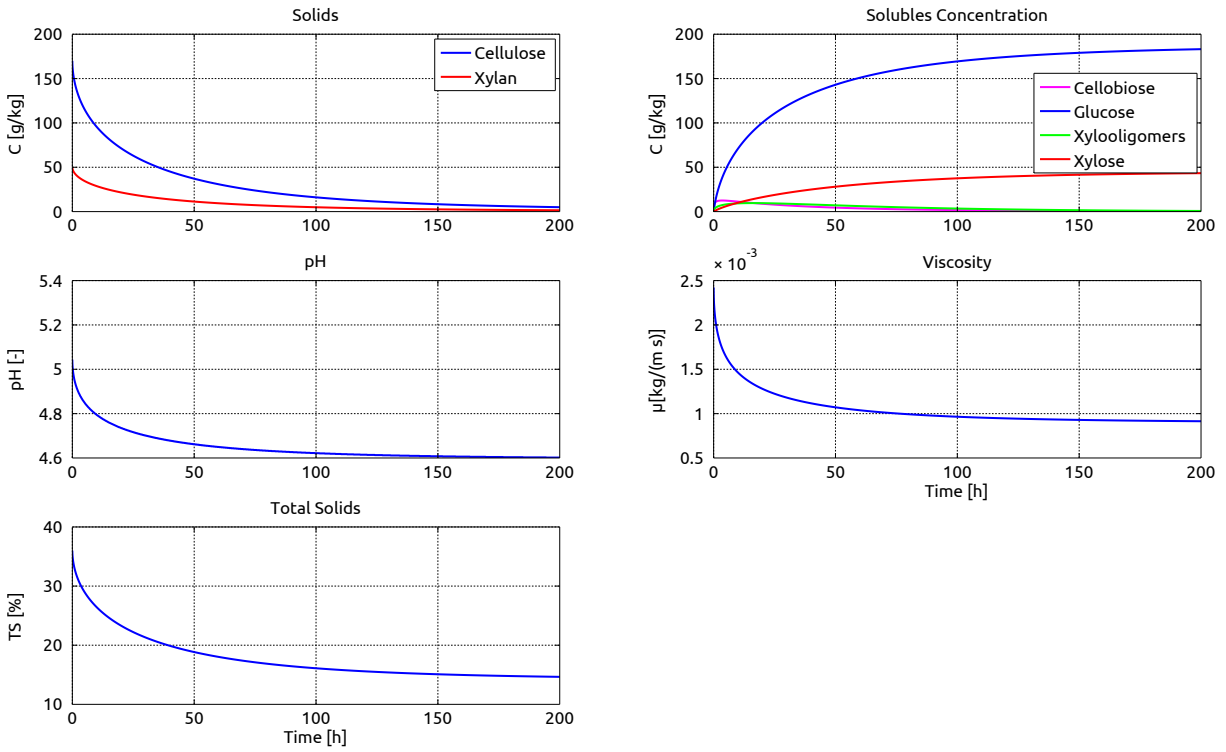 Solids
200
150
100
50
0
C [g/kg]
Cellulose
Xylan
0 50 100 150 200
Solubles Concentration
200
150
100
50
0
C [g/kg]
Cellobiose
Glucose
Xylooligomers
Xylose
0 50 100 150 200
pH
5.4
5.2
5
4.8
4.6
pH [-]
0 50 100 150 200
× 10-3
Viscosity
2.5
2
1.5
1
0.5
µ[kg/(m s)]
0 50 100 150 200
Time [h]
Total Solids
40
30
20
10
TS [%]
0 50 100 150 200
Time [h]